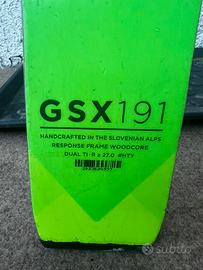 GSX191
HANDCRAFTED IN THE SLOVENIAN ALPS
RESPONSE FRAME WOODCORE
DUAL TI - R ≥ 27.0 #HTY
subito